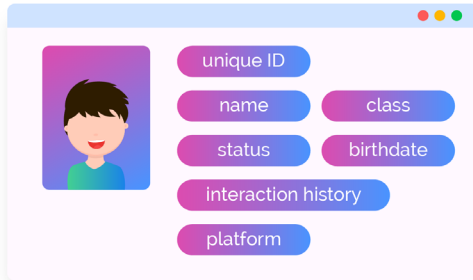 unique ID
name class
status birthdate
interaction history
platform